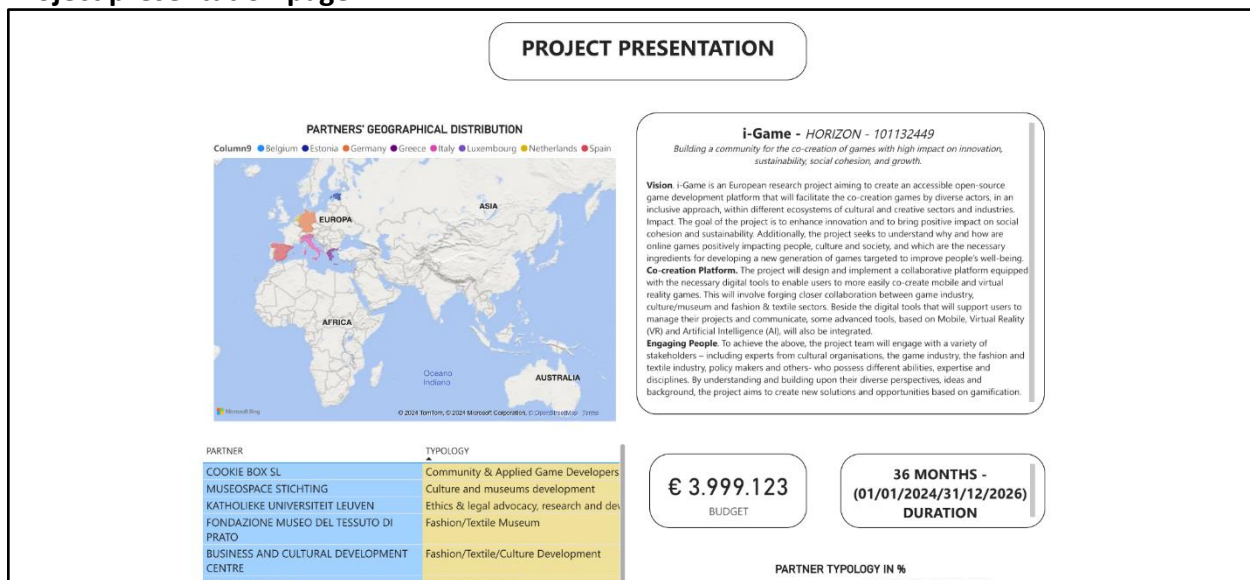 Project presentation page
PROJECT PRESENTATION
PARTNERS' GEOGRAPHICAL DISTRIBUTION
Column9 Belgium Estonia Germany Greece Italy Luxembourg Netherlands Spain
EUROPA
ASIA
AFRICA
Oceano
Indiano
AUSTRALIA
Microsoft Bing
© 2024 TomTom, © 2024 Microsoft Corporation, © OpenStreetMap Terms
i-Game - HORIZON - 101132449
Building a community for the co-creation of games with high impact on innovation,
sustainability, social cohesion, and growth.
Vision. i-Game is an European research project aiming to create an accessible open-source
game development platform that will facilitate the co-creation games by diverse actors, in an
inclusive approach, within different ecosystems of cultural and creative sectors and industries.
Impact. The goal of the project is to enhance innovation and to bring positive impact on social
cohesion and sustainability. Additionally, the project seeks to understand why and how are
online games positively impacting people, culture and society, and which are the necessary
ingredients for developing a new generation of games targeted to improve people's well-being.
Co-creation Platform. The project will design and implement a collaborative platform equipped
with the necessary digital tools to enable users to more easily co-create mobile and virtual
reality games. This will involve forging closer collaboration between game industry,
culture/museum and fashion & textile sectors. Beside the digital tools that will support users to
manage their projects and communicate, some advanced tools, based on Mobile, Virtual Reality
(VR) and Artificial Intelligence (AI), will also be integrated.
Engaging People. To achieve the above, the project team will engage with a variety of
stakeholders – including experts from cultural organisations, the game industry, the fashion and
textile industry, policy makers and others- who possess different abilities, expertise and
disciplines. By understanding and building upon their diverse perspectives, ideas and
background, the project aims to create new solutions and opportunities based on gamification.
PARTNER TYPOLOGY
COOKIE BOX SL Community & Applied Game Developers
MUSEOSPACE STICHTING Culture and museums development
KATHOLIEKE UNIVERSITEIT LEUVEN Ethics & legal advocacy, research and dev
FONDAZIONE MUSEO DEL TESSUTO DI Fashion/Textile Museum
PRATO
BUSINESS AND CULTURAL DEVELOPMENT Fashion/Textile/Culture Development
CENTRE
€ 3.999.123
BUDGET
36 MONTHS -
(01/01/2024/31/12/2026)
DURATION
PARTNER TYPOLOGY IN %